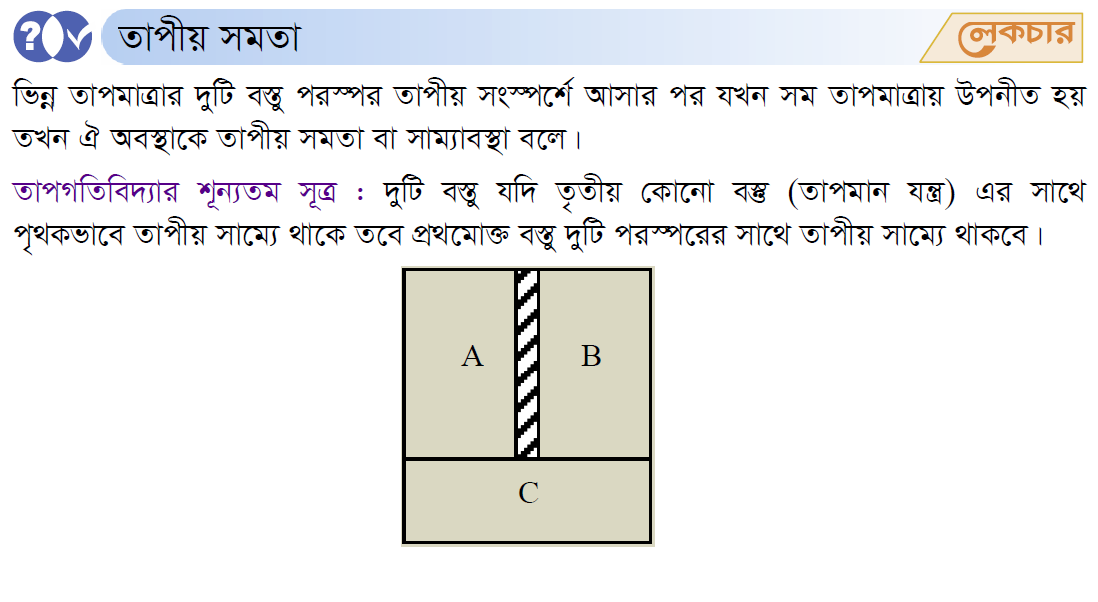 তাপীয় সমতা
লেকচার
ভিন্ন তাপমাত্রার দুটি বস্তু পরস্পর তাপীয় সংস্পর্শে আসার পর যখন সম তাপমাত্রায় উপনীত হয়
তখন ঐ অবস্থাকে তাপীয় সমতা বা সাম্যাবস্থা বলে।
তাপগতিবিদ্যার শূন্যতম সূত্র : দুটি বস্তু যদি তৃতীয় কোনো বস্তু (তাপমান যন্ত্র) এর সাথে
পৃথকভাবে তাপীয় সাম্যে থাকে তবে প্রথমোক্ত বস্তু দুটি পরস্পরের সাথে তাপীয় সাম্যে থাকবে।
A B
C